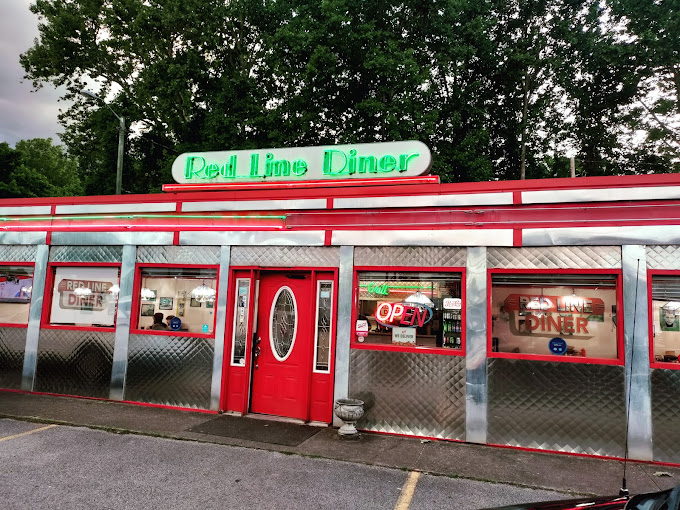 Red Line Diner
RED LINE
DINER
OPEN
RED LINE
DINER